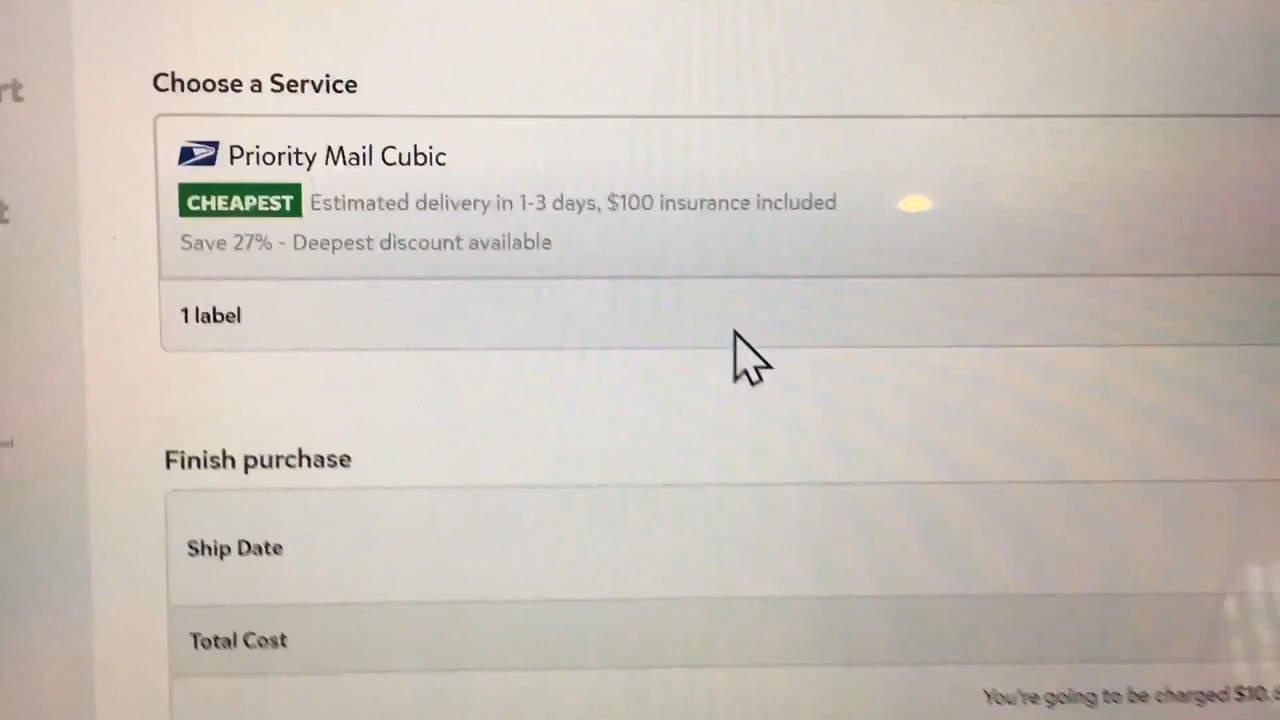 Choose a Service
Priority Mail Cubic
CHEAPEST Estimated delivery in 1-3 days, $100 insurance included
Save 27% - Deepest discount available
1 label
Finish purchase
Ship Date
Total Cost
You're going to be charged